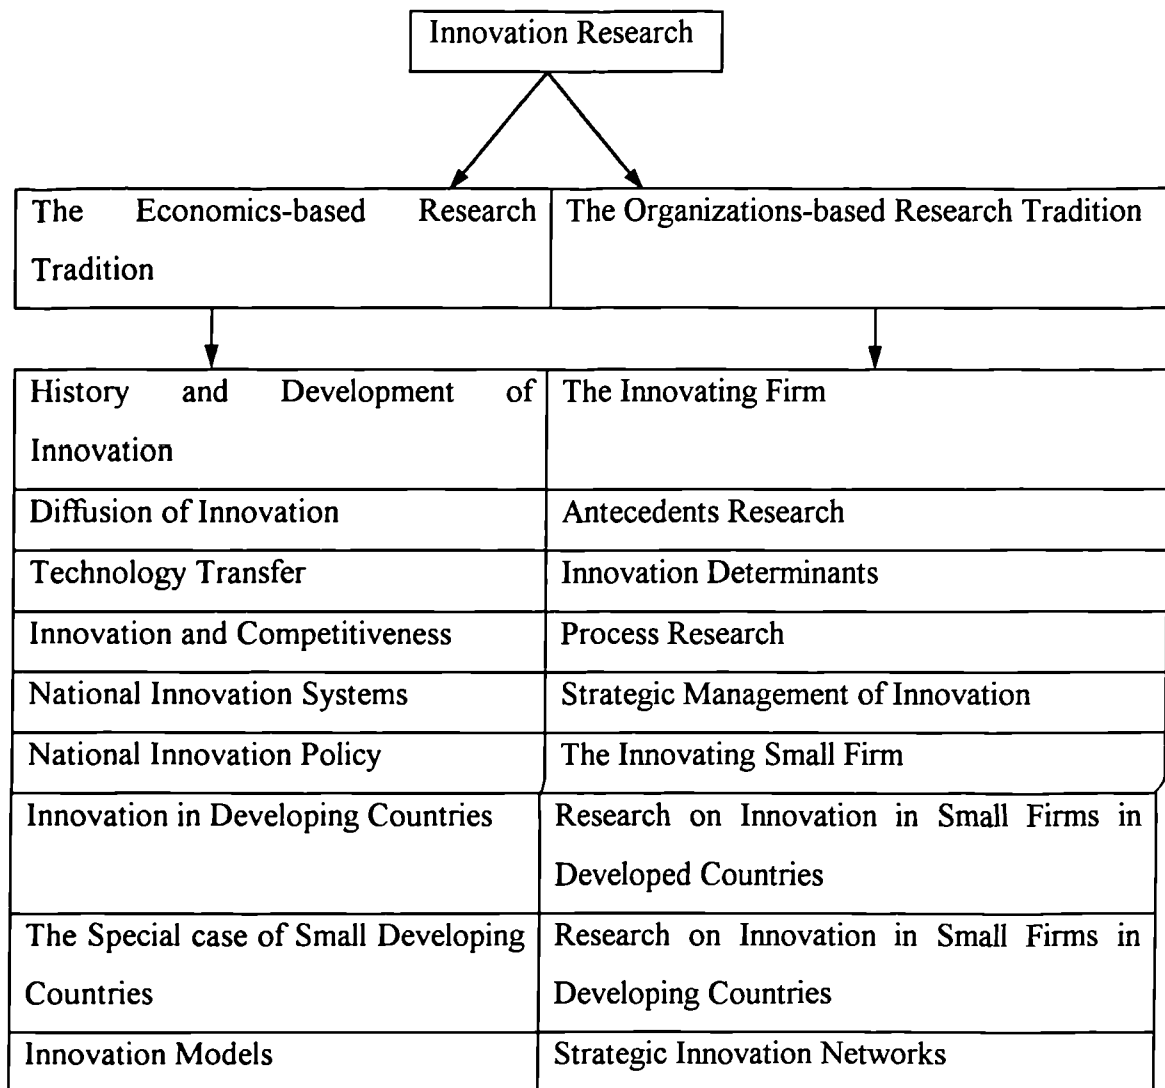 Innovation Research
The Economics-based Research
Tradition
The Organizations-based Research Tradition
History and Development of
Innovation
The Innovating Firm
Diffusion of Innovation
Antecedents Research
Technology Transfer
Innovation Determinants
Innovation and Competitiveness
Process Research
National Innovation Systems
Strategic Management of Innovation
National Innovation Policy
The Innovating Small Firm
Innovation in Developing Countries
Research on Innovation in Small Firms in
Developed Countries
The Special case of Small Developing
Countries
Research on Innovation in Small Firms in
Developing Countries
Innovation Models
Strategic Innovation Networks